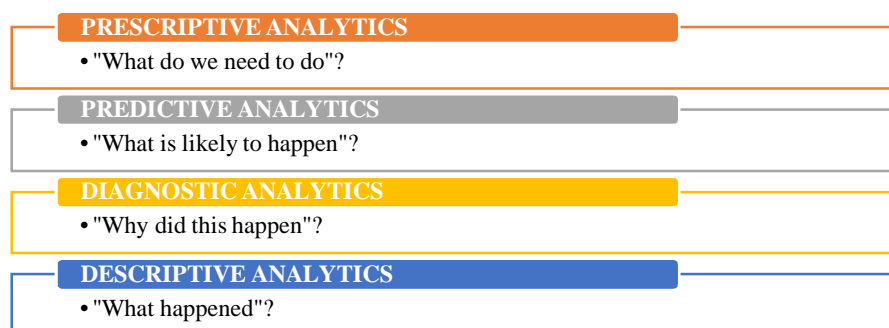 PRESCRIPTIVE ANALYTICS
• "What do we need to do"?
PREDICTIVE ANALYTICS
• "What is likely to happen"?
DIAGNOSTIC ANALYTICS
• "Why did this happen"?
DESCRIPTIVE ANALYTICS
• "What happened"?